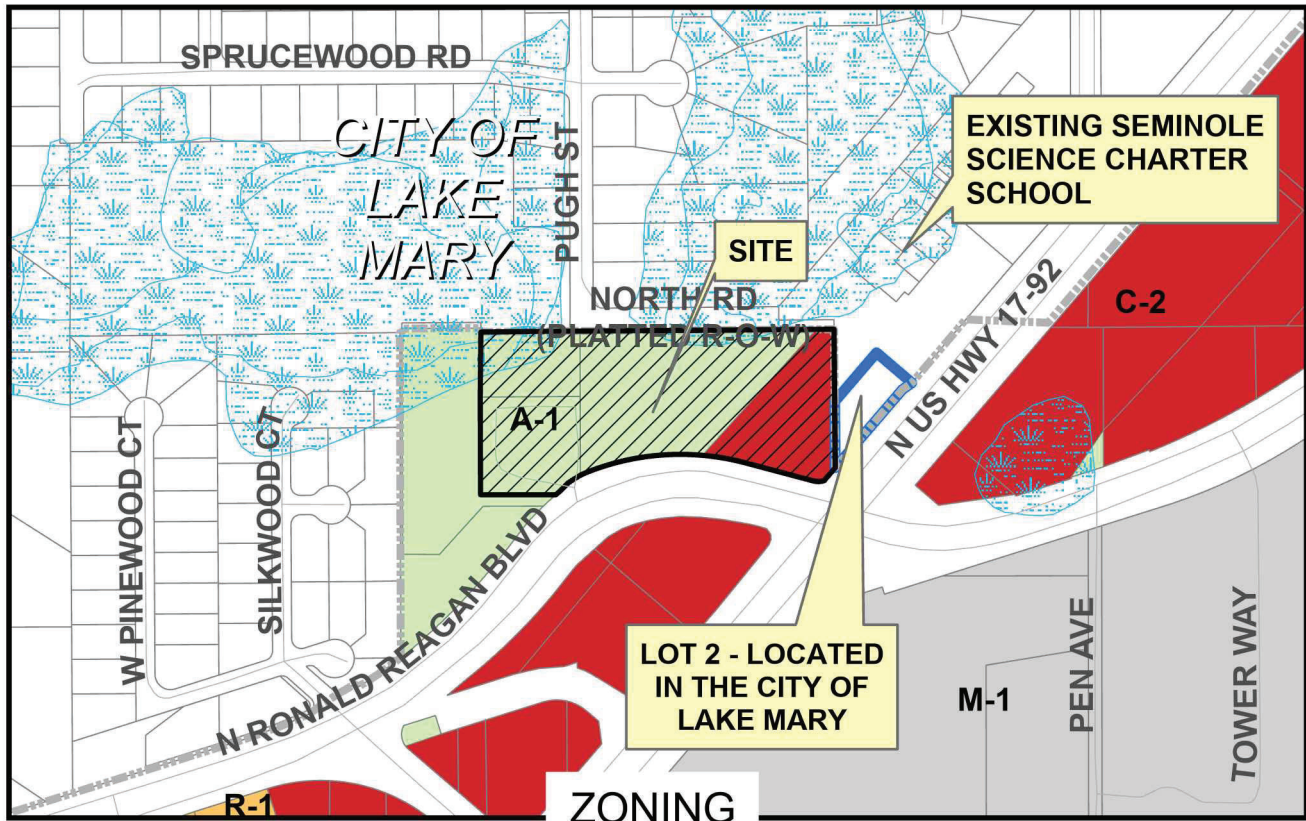 SPRUCEWOOD RD
CITY OF
LAKE
MARY
PUGH ST
EXISTING SEMINOLE
SCIENCE CHARTER
SCHOOL
SITE
NORTH RD
(PLATTED R-O-W)
C-2
N US HWY 17-92
A-1
W PINEWOOD CT
SILKWOOD CT
N RONALD REAGAN BLVD
LOT 2 - LOCATED
IN THE CITY OF
LAKE MARY
M-1
PEN AVE
TOWER WAY
R-1
ZONING